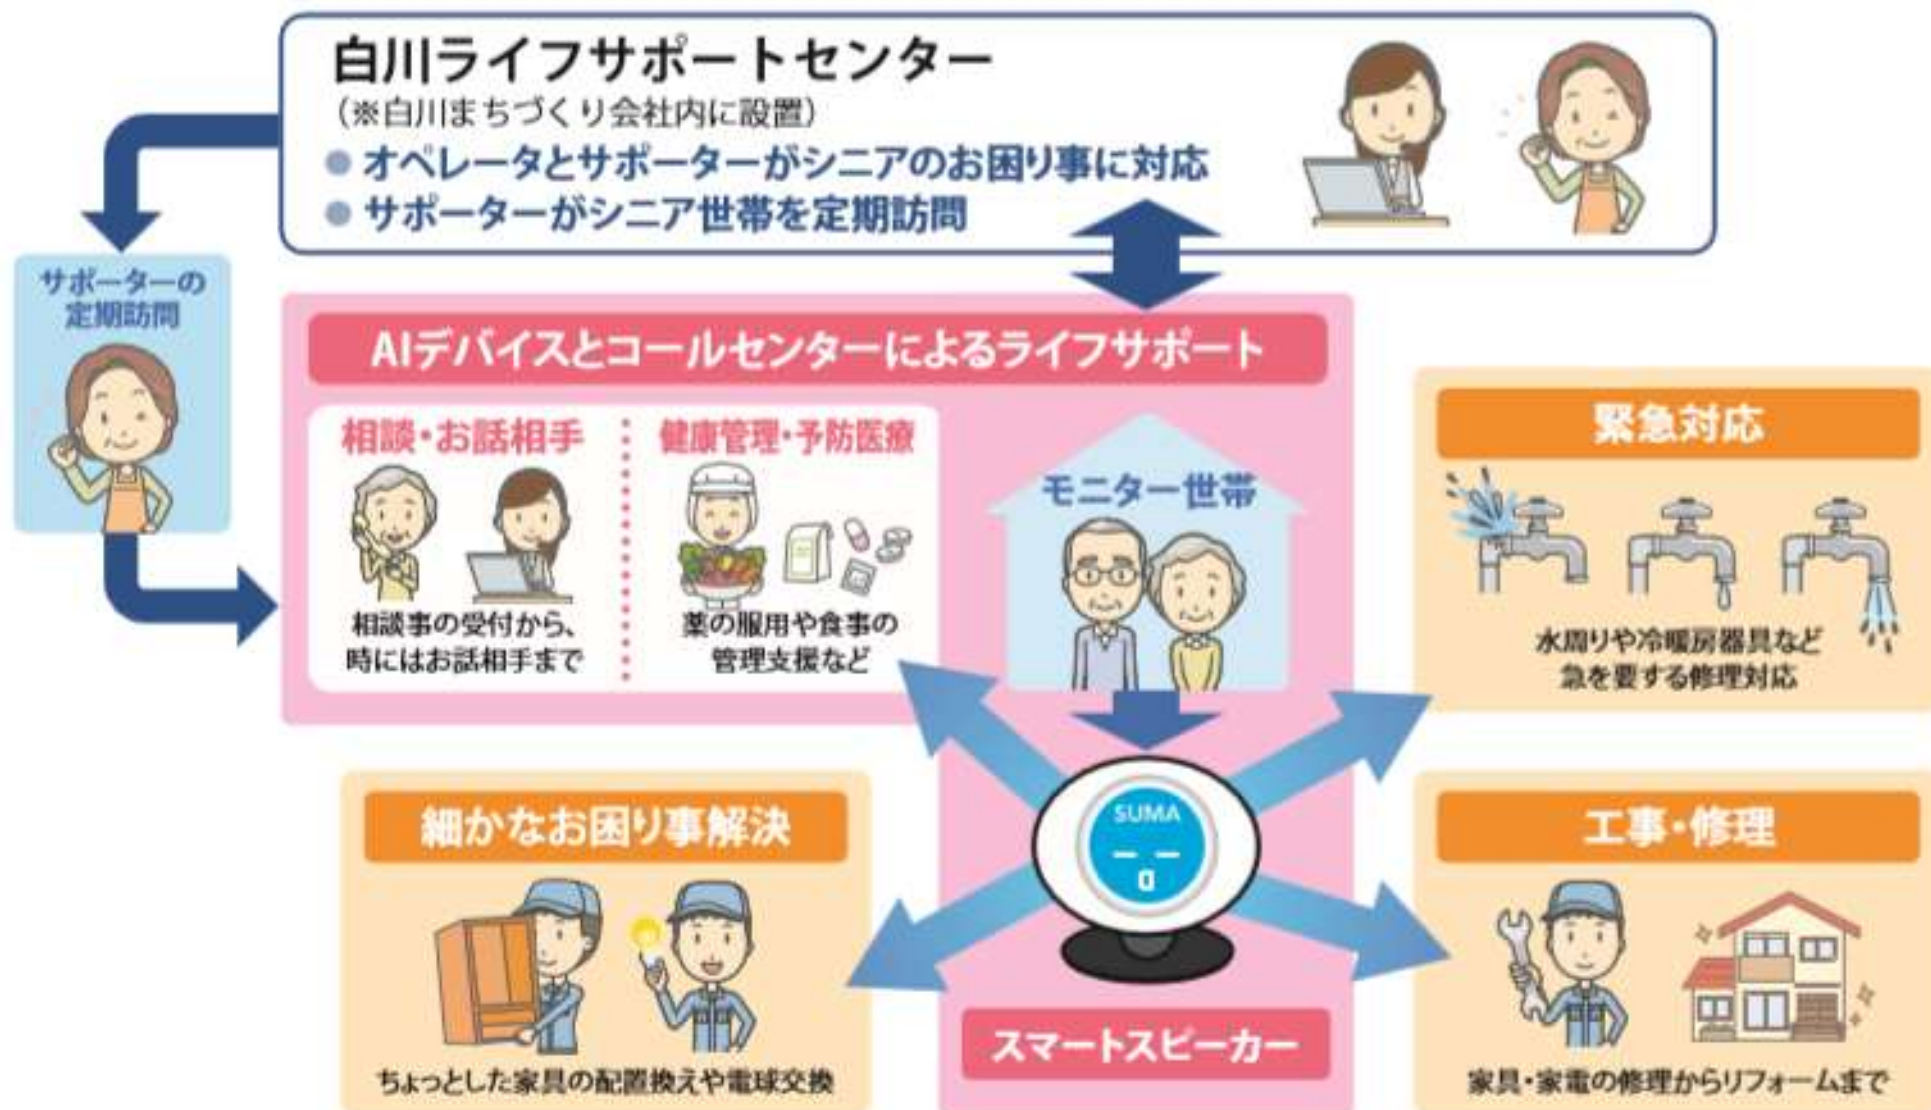 白川ライフサポートセンター
（※白川まちづくり会社内に設置）
● オペレータとサポーターがシニアのお困り事に対応
● サポーターがシニア世帯を定期訪問
サポーターの
定期訪問
AIデバイスとコールセンターによるライフサポート
相談・お話相手
相談事の受付から、
時にはお話相手まで
健康管理・予防医療
薬の服用や食事の
管理支援など
モニター世帯
緊急対応
水周りや冷暖房器具など
急を要する修理対応
細かなお困り事解決
ちょっとした家具の配置換えや電球交換
SUMA
スマートスピーカー
工事・修理
家具・家電の修理からリフォームまで